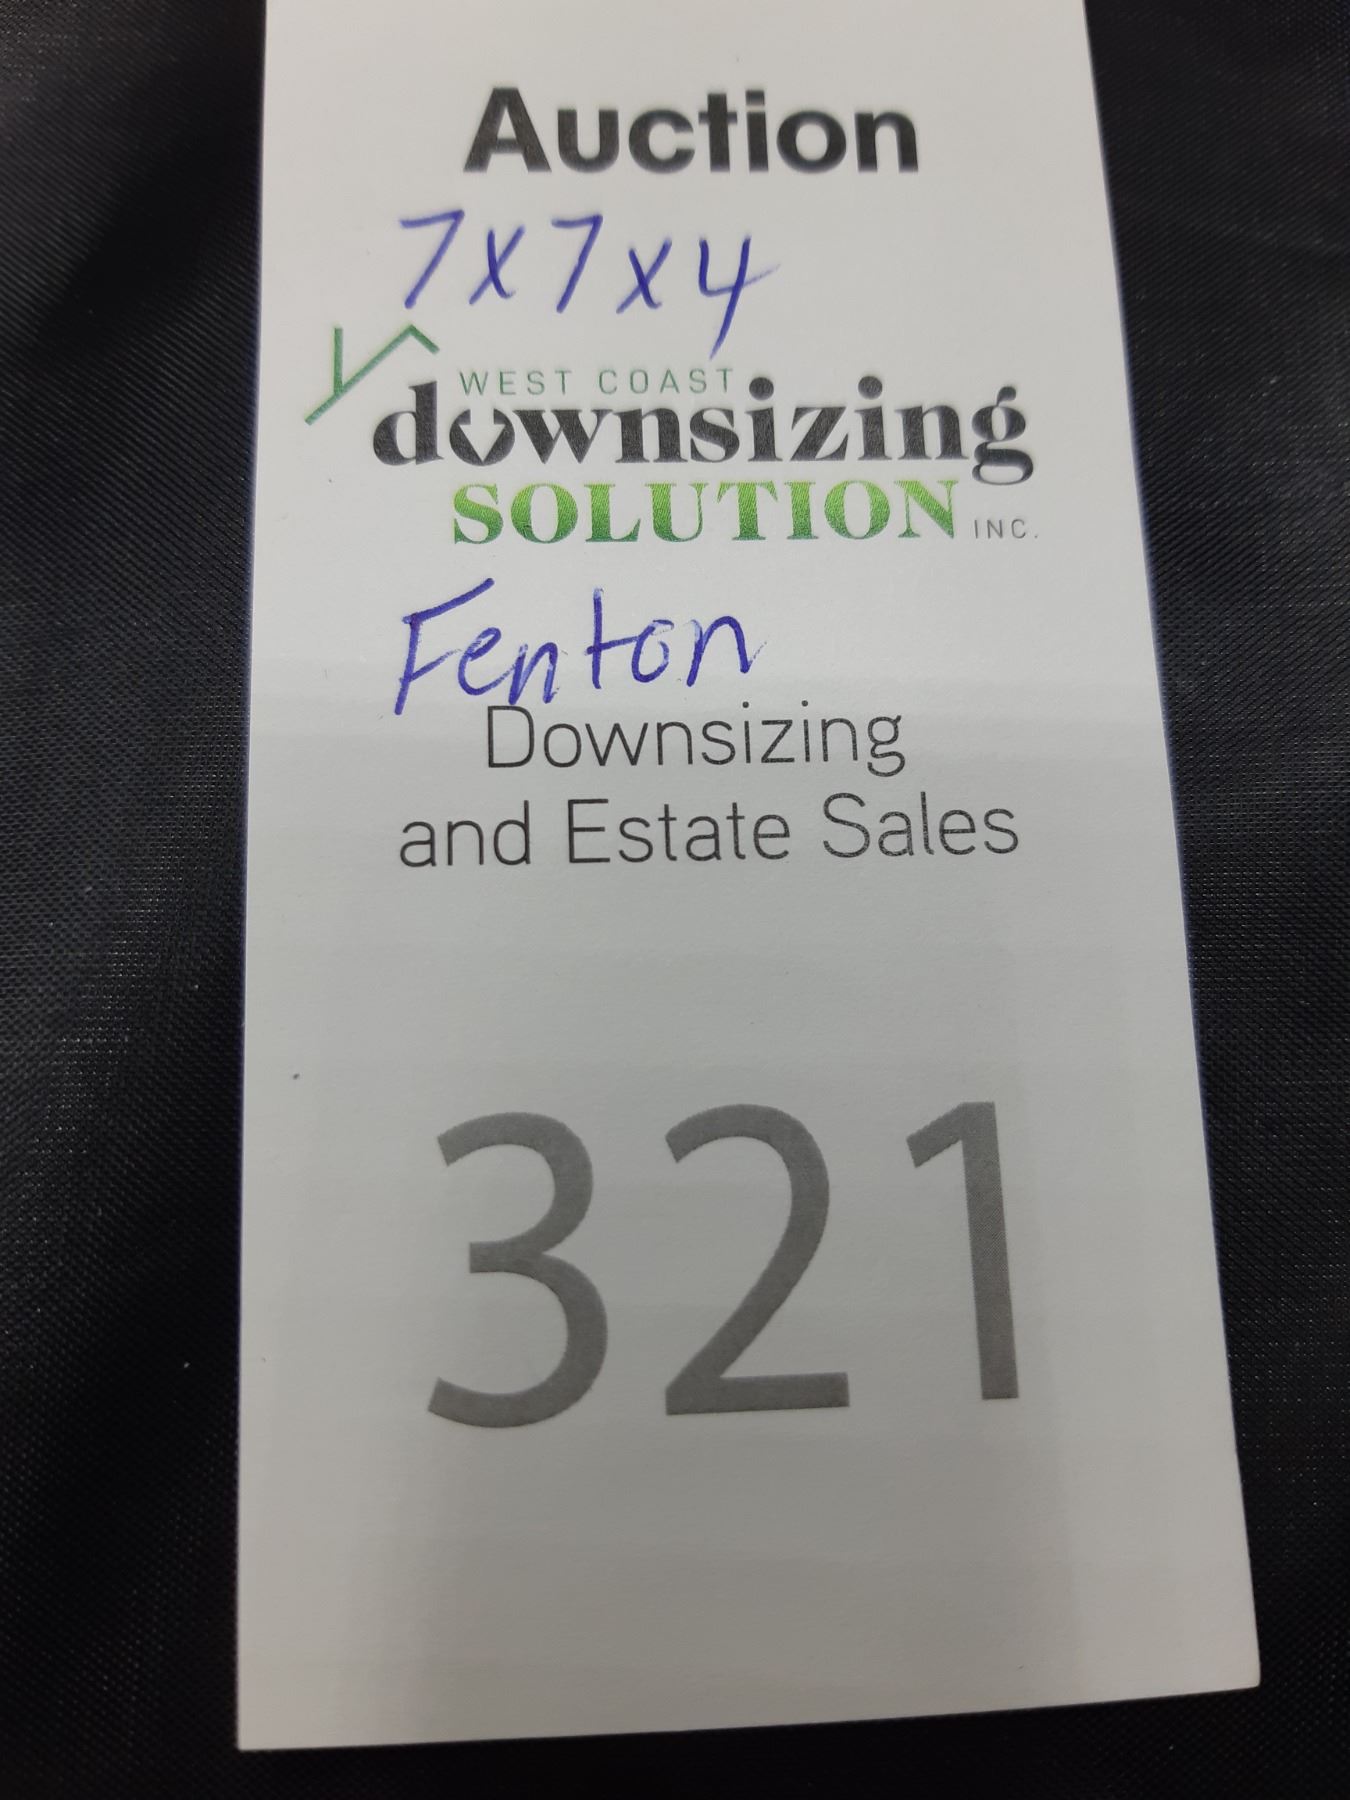 Auction
7x7x4
WEST COAST
downsizing
SOLUTION INC.
Fenton
Downsizing
and Estate Sales
321